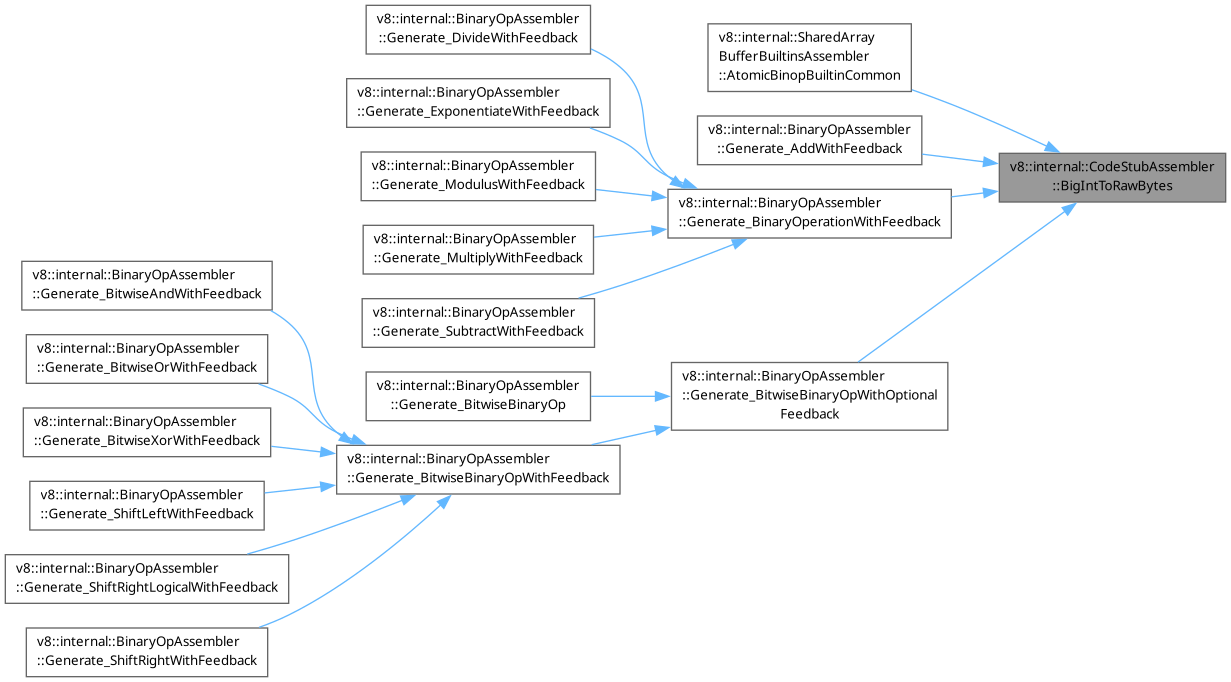 v8::internal::BinaryOpAssembler
::Generate_DivideWithFeedback
v8::internal::SharedArray
BufferBuiltinsAssembler
::AtomicBinopBuiltinCommon
v8::internal::BinaryOpAssembler
::Generate_ExponentiateWithFeedback
v8::internal::BinaryOpAssembler
::Generate_AddWithFeedback
v8::internal::BinaryOpAssembler
::Generate_ModulusWithFeedback
v8::internal::CodeStubAssembler
::BigIntToRawBytes
v8::internal::BinaryOpAssembler
::Generate_BinaryOperationWithFeedback
v8::internal::BinaryOpAssembler
::Generate_MultiplyWithFeedback
v8::internal::BinaryOpAssembler
::Generate_BitwiseAndWithFeedback
v8::internal::BinaryOpAssembler
::Generate_SubtractWithFeedback
v8::internal::BinaryOpAssembler
::Generate_BitwiseOrWithFeedback
v8::internal::BinaryOpAssembler
::Generate_BitwiseBinaryOp
v8::internal::BinaryOpAssembler
::Generate_BitwiseBinaryOpWithOptional
Feedback
v8::internal::BinaryOpAssembler
::Generate_BitwiseXorWithFeedback
v8::internal::BinaryOpAssembler
::Generate_BitwiseBinaryOpWithFeedback
v8::internal::BinaryOpAssembler
::Generate_ShiftLeftWithFeedback
v8::internal::BinaryOpAssembler
::Generate_ShiftRightLogicalWithFeedback
v8::internal::BinaryOpAssembler
::Generate_ShiftRightWithFeedback